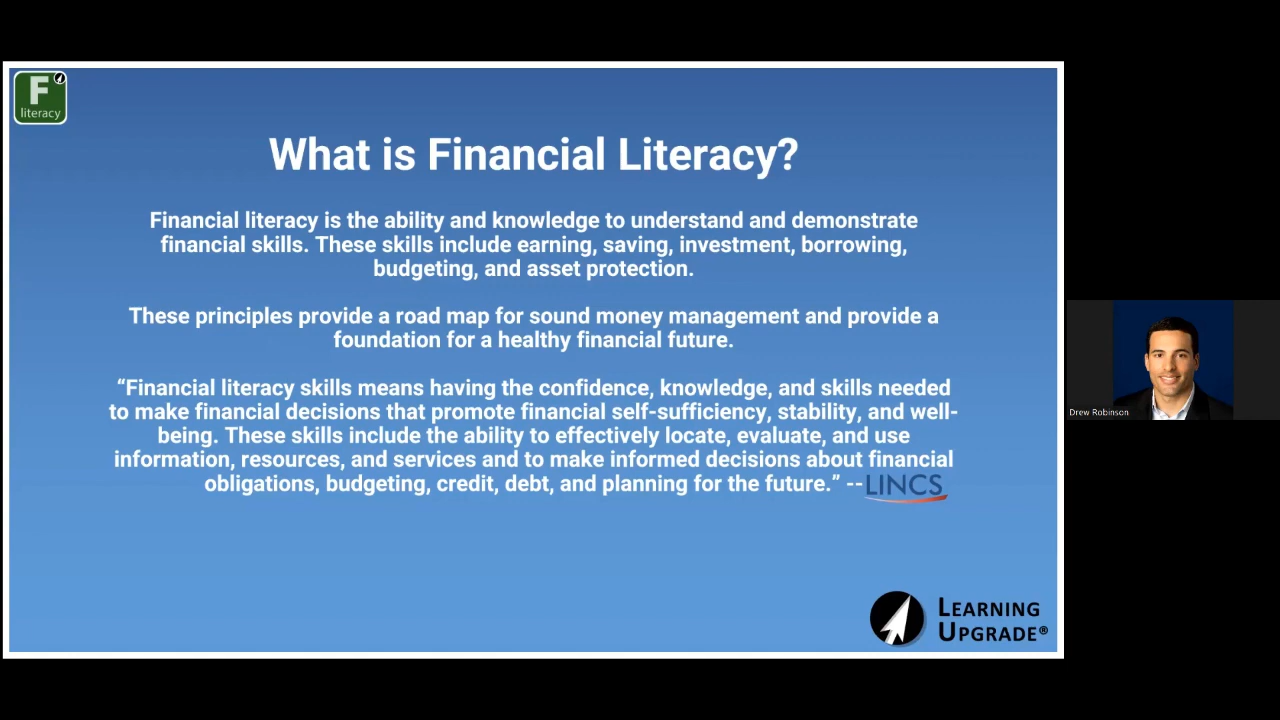 F
literacy
What is Financial Literacy?
Financial literacy is the ability and knowledge to understand and demonstrate
financial skills. These skills include earning, saving, investment, borrowing,
budgeting, and asset protection.
These principles provide a road map for sound money management and provide a
foundation for a healthy financial future.
“Financial literacy skills means having the confidence, knowledge, and skills needed
to make financial decisions that promote financial self-sufficiency, stability, and well-
being. These skills include the ability to effectively locate, evaluate, and use
information, resources, and services and to make informed decisions about financial
obligations, budgeting, credit, debt, and planning for the future.” -- LINCS
Drew Robinson
LEARNING
UPGRADE®